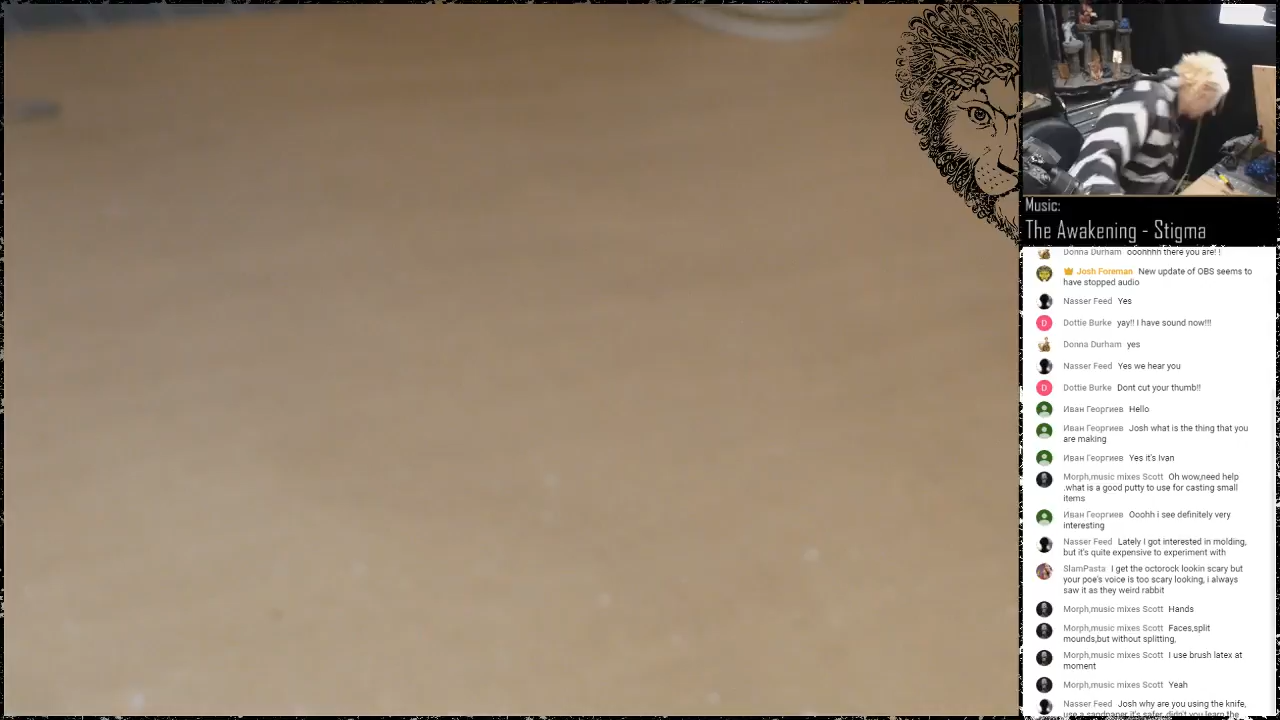 Music:
The Awakening - Stigma
Donna Durham ooohhhh there you are! !
Josh Foreman New update of OBS seems to
have stopped audio
Nasser Feed Yes
D Dottie Burke yay!! I have sound now!!!
Donna Durham yes
Nasser Feed Yes we hear you
D Dottie Burke Dont cut your thumb!!
Иван Георгиев Hello
Иван Георгиев Josh what is the thing that you
are making
Иван Георгиев Yes it's Ivan
Morph,music mixes Scott Oh wow,need help
.what is a good putty to use for casting small
items
Иван Георгиев Ooohh i see definitely very
interesting
Nasser Feed Lately I got interested in molding,
but it's quite expensive to experiment with
SlamPasta I get the octorock lookin scary but
your poe's voice is too scary looking, i always
saw it as they weird rabbit
Morph,music mixes Scott Hands
Morph,music mixes Scott Faces,split
mounds,but without splitting,
Morph,music mixes Scott I use brush latex at
moment
Morph,music mixes Scott Yeah
Nasser Feed Josh why are you using the knife,
use a sandpaper it's safer, didn't you learn the